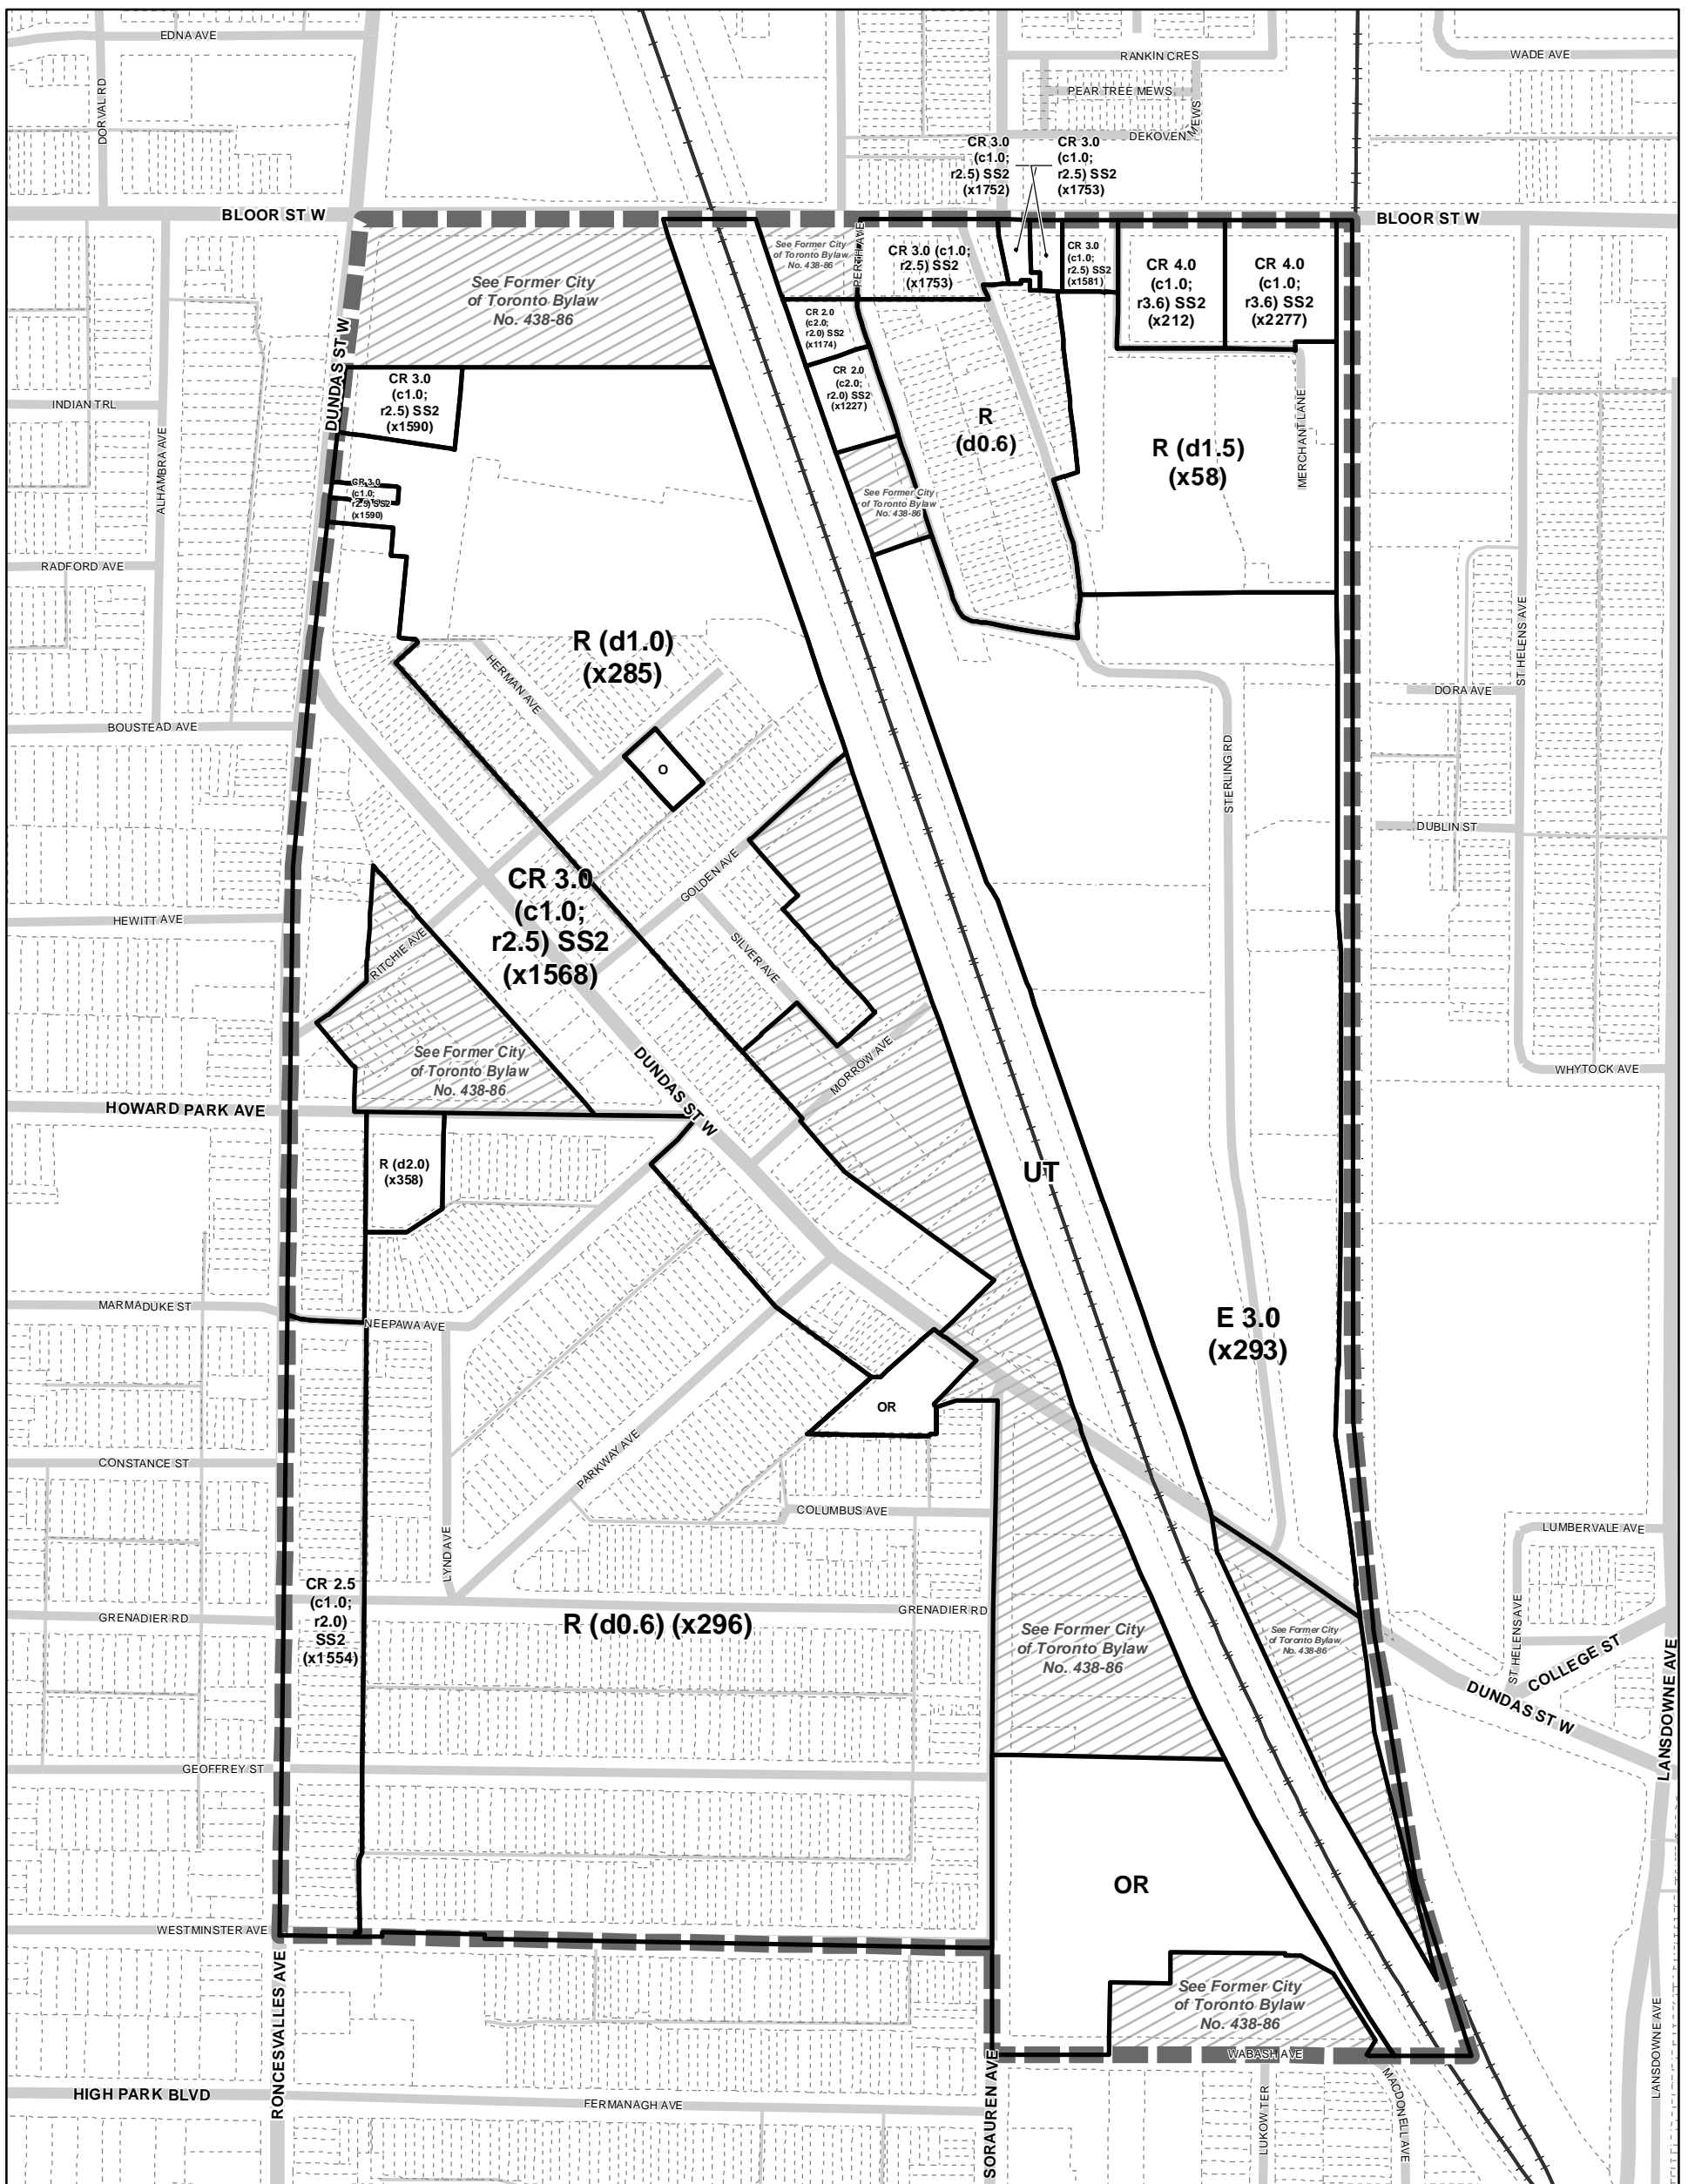 EDNA AVE
DORVAL RD
RANKIN CRES
WADE AVE
PEAR TREE MEWS
MEWS
DEKOVEN
CR 3.0
(c1.0;
r2.5) SS2
(x1752)
CR 3.0
(c1.0;
r2.5) SS2
(x1753)
BLOOR ST W
BLOOR ST W
See Former City
of Toronto Bylaw
No. 438-86
See Former City
of Toronto Bylaw
No. 438-86
PERTH AVE
CR 3.0 (c1.0;
r2.5) SS2
(x1753)
CR 3.0
(c1.0;
r2.5) SS2
(x1581)
CR 4.0
(c1.0;
r3.6) SS2
(x212)
CR 4.0
(c1.0;
r3.6) SS2
(x2277)
CR 2.0
(c2.0;
r2.0) SS2
(x1174)
CR 2.0
(c2.0;
r2.0) SS2
(x1227)
DUNDAS ST W
CR 3.0
(c1.0;
r2.5) SS2
(x1590)
INDIAN TRL
ALHAMBRA AVE
R
(d0.6)
R (d1.5)
(x58)
MERCHANT LANE
CR 3.0
(c1.0;
r2.5) SS2
(x1590)
See Former City
of Toronto Bylaw
No. 438-86
RADFORD AVE
ST HELENS AVE
R (d1.0)
(x285)
HERMAN AVE
DORA AVE
BOUSTEAD AVE
O
STERLING RD
DUBLIN ST
GOLDEN AVE
CR 3.0
(c1.0;
r2.5) SS2
(x1568)
HEWITT AVE
RITCHIE AVE
SILVER AVE
See Former City
of Toronto Bylaw
No. 438-86
DUNDAS ST W
MORROW AVE
WHYTOCK AVE
HOWARD PARK AVE
R (d2.0)
(x358)
UT
MARMADUKE ST
NEEPAWA AVE
E 3.0
(x293)
OR
CONSTANCE ST
PARKWAY AVE
COLUMBUS AVE
LYND AVE
LUMBERVALE AVE
CR 2.5
(c1.0;
r2.0)
SS2
(x1554)
GRENADIER RD
GRENADIER RD
R (d0.6) (x296)
See Former City
of Toronto Bylaw
No. 438-86
See Former City
of Toronto Bylaw
No. 438-86
ST HELENS AVE
COLLEGE ST
DUNDAS ST W
LANSDOWNE AVE
GEOFFREY ST
OR
WESTMINSTER AVE
RONCESVALLES AVE
See Former City
of Toronto Bylaw
No. 438-86
WABASH AVE
SORAUREN AVE
HIGH PARK BLVD
FERMANAGH AVE
LUKOW TER
MACDONELL AVE
LANSDOWNE AVE